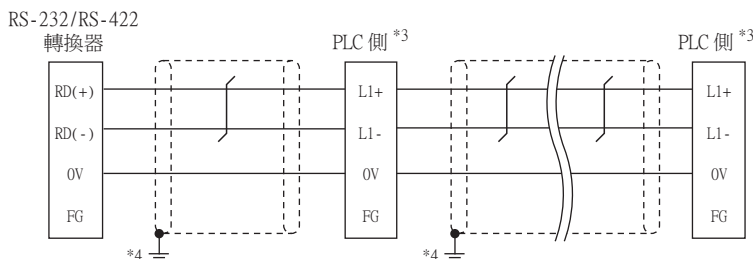 RS-232/RS-422
轉換器
PLC 側 *3
PLC 側 *3
RD(+)
L1+
L1+
RD(-)
L1-
L1-
0V
0V
0V
FG
FG
FG
*4
*4